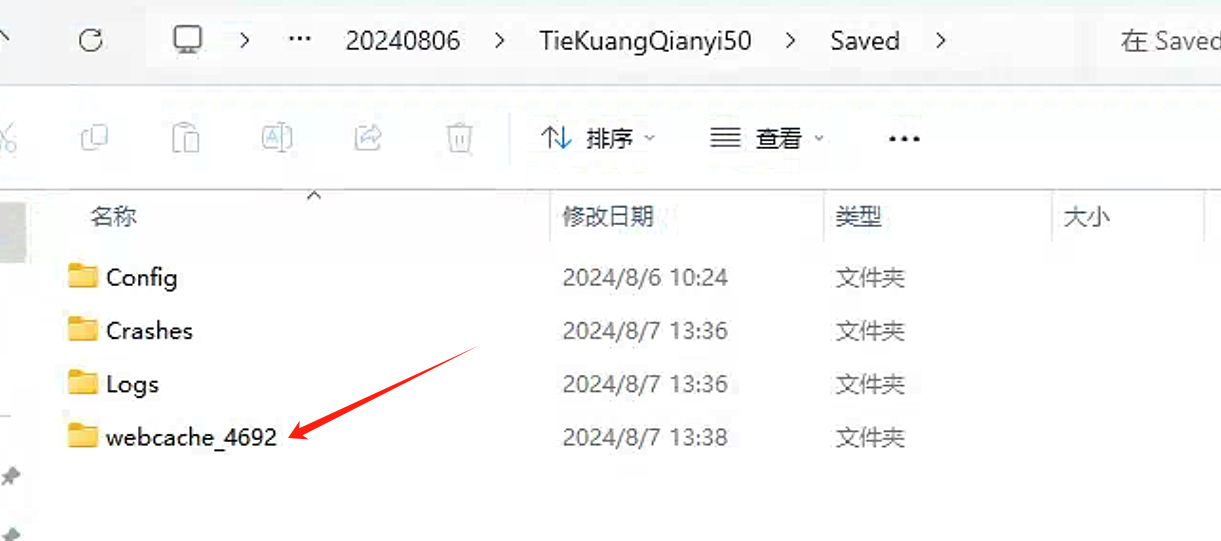 20240806 TieKuangQianyi50 Saved 在 Saved
排序 查看
名称 修改日期 类型 大小
Config 2024/8/6 10:24 文件夹
Crashes 2024/8/7 13:36 文件夹
Logs 2024/8/7 13:36 文件夹
webcache_4692 2024/8/7 13:38 文件夹